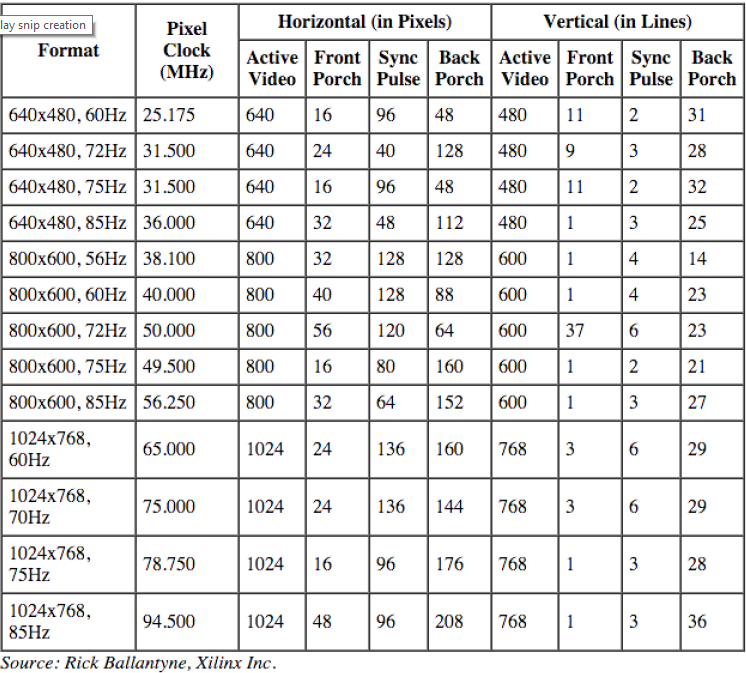 lay snip creation
Format Pixel Clock (MHz) Horizontal (in Pixels) Vertical (in Lines)
Active Video Front Porch Sync Pulse Back Porch Active Video Front Porch Sync Pulse Back Porch
640x480, 60Hz 25.175 640 16 96 48 480 11 2 31
640x480, 72Hz 31.500 640 24 40 128 480 9 3 28
640x480, 75Hz 31.500 640 16 96 48 480 11 2 32
640x480, 85Hz 36.000 640 32 48 112 480 1 3 25
800x600, 56Hz 38.100 800 32 128 128 600 1 4 14
800x600, 60Hz 40.000 800 40 128 88 600 1 4 23
800x600, 72Hz 50.000 800 56 120 64 600 37 6 23
800x600, 75Hz 49.500 800 16 80 160 600 1 2 21
800x600, 85Hz 56.250 800 32 64 152 600 1 3 27
1024x768, 60Hz 65.000 1024 24 136 160 768 3 6 29
1024x768, 70Hz 75.000 1024 24 136 144 768 3 6 29
1024x768, 75Hz 78.750 1024 16 96 176 768 1 3 28
1024x768, 85Hz 94.500 1024 48 96 208 768 1 3 36
Source: Rick Ballantyne, Xilinx Inc.